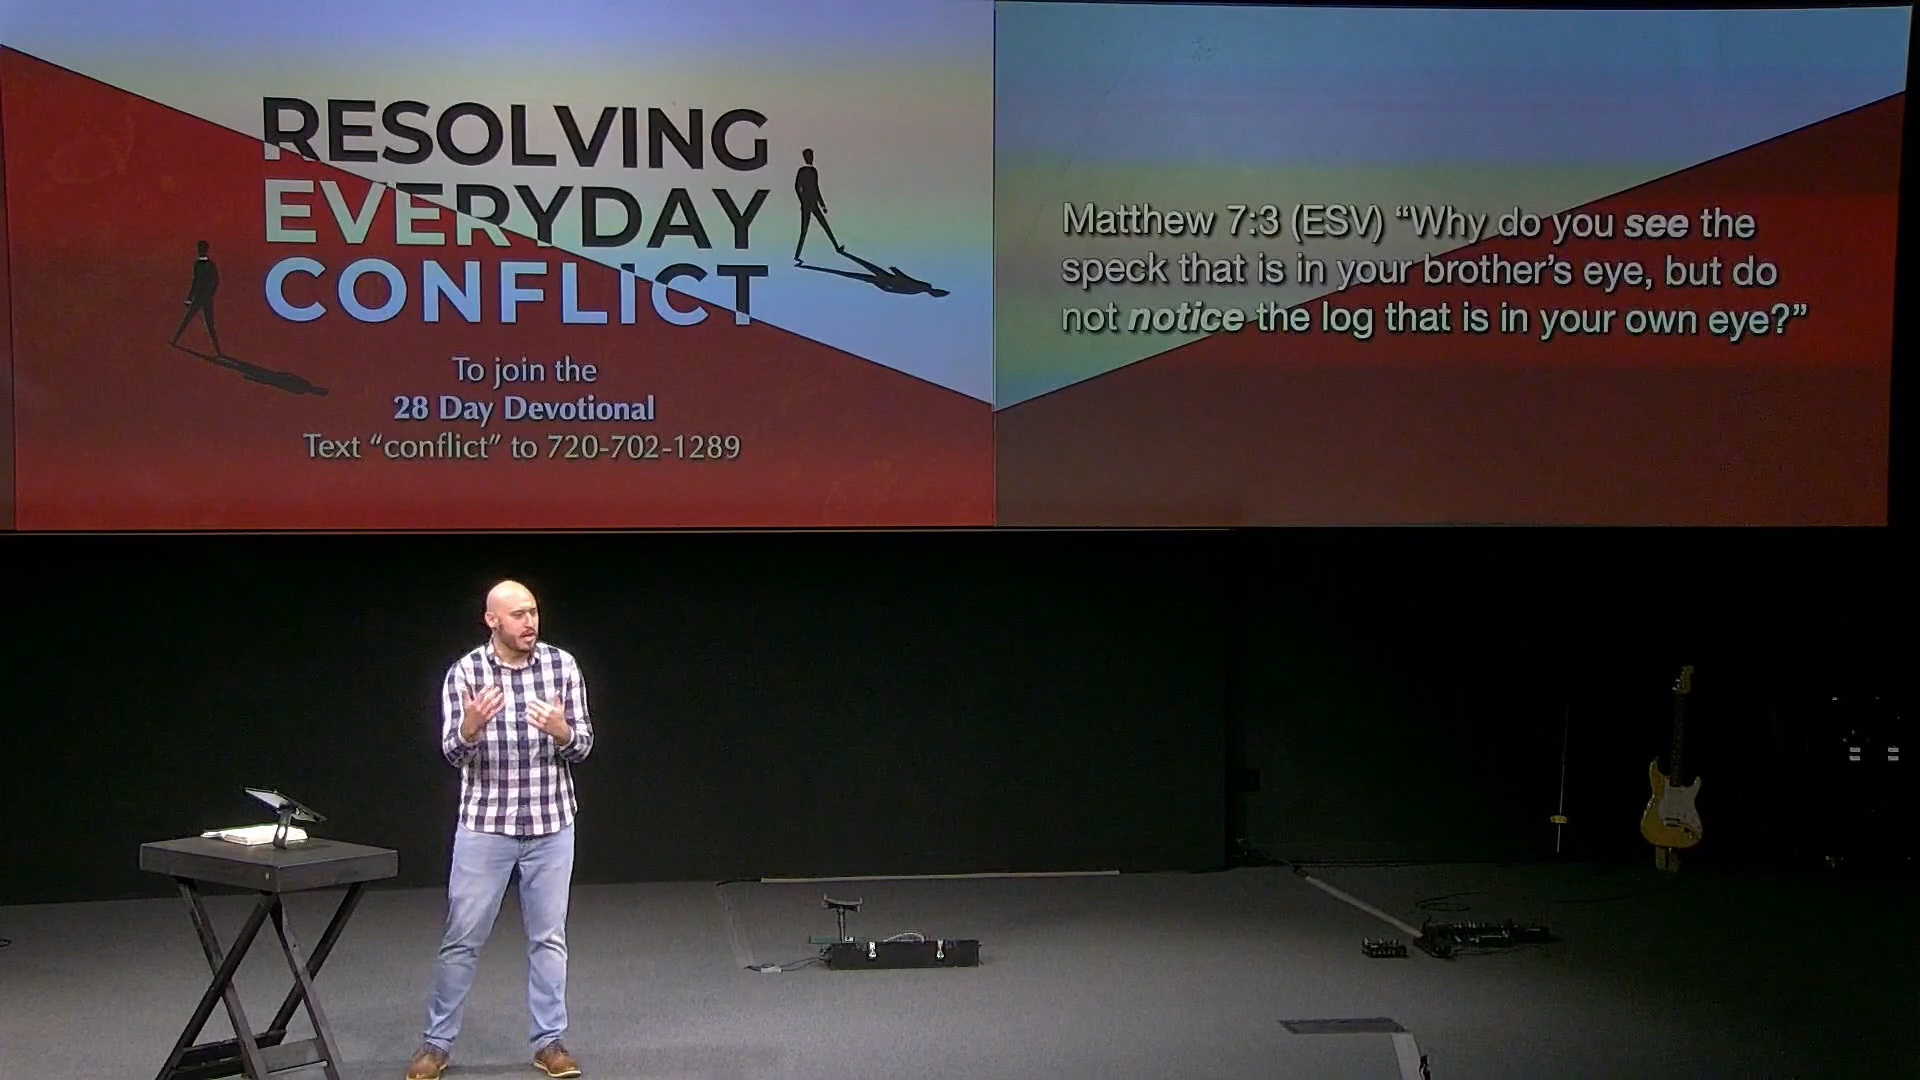 RESOLVING
EVERYDAY
CONFLICT
To join the
28 Day Devotional
Text “conflict” to 720-702-1289
Matthew 7:3 (ESV) “Why do you see the
speck that is in your brother’s eye, but do
not notice the log that is in your own eye?”